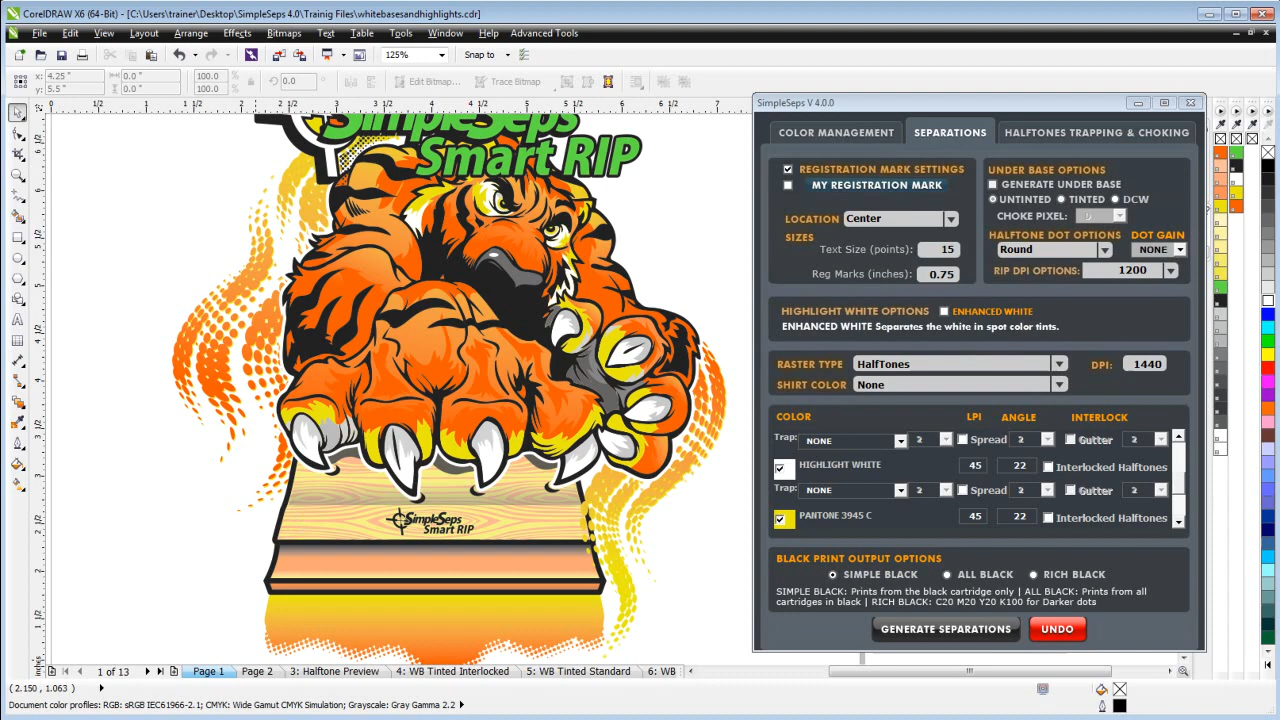 CorelDRAW X6 (64-Bit) - [C:\Users\trainer\Desktop\SimpleSeps 4.0\Trainig Files\whitebasesandhighlights.cdr]
File Edit View Layout Arrange Effects Bitmaps Text Table Tools Window Help Advanced Tools
125% Snap to
x: 4.25 " 0.0 " 100.0 % 0.0 Edit Bitmap... Trace Bitmap
y: 5.5 " 0.0 " 100.0 %
SimpleSeps
Smart RIP
SimpleSeps
Smart RIP
SimpleSeps V 4.0.0
COLOR MANAGEMENT SEPARATIONS HALFTONES TRAPPING & CHOKING
REGISTRATION MARK SETTINGS
MY REGISTRATION MARK
LOCATION Center
SIZES
Text Size (points): 15
Reg Marks (inches): 0.75
UNDER BASE OPTIONS
GENERATE UNDER BASE
UNTINTED TINTED DCW
CHOKE PIXEL: 0
HALFTONE DOT OPTIONS DOT GAIN
Round NONE
RIP DPI OPTIONS: 1200
HIGHLIGHT WHITE OPTIONS ENHANCED WHITE
ENHANCED WHITE Separates the white in spot color tints.
RASTER TYPE HalfTones DPI: 1440
SHIRT COLOR None
COLOR LPI ANGLE INTERLOCK
Trap: NONE 2 Spread 2 Gutter 2
HIGHLIGHT WHITE 45 22 Interlocked Halftones
Trap: NONE 2 Spread 2 Gutter 2
PANTONE 3945 C 45 22 Interlocked Halftones
BLACK PRINT OUTPUT OPTIONS
SIMPLE BLACK ALL BLACK RICH BLACK
SIMPLE BLACK: Prints from the black cartridge only | ALL BLACK: Prints from all
cartridges in black | RICH BLACK: C20 M20 Y20 K100 for Darker dots
GENERATE SEPARATIONS UNDO
1 of 13 Page 1 Page 2 3: Halftone Preview 4: WB Tinted Interlocked 5: WB Tinted Standard 6: WB
( 2.150 , 1.063 )
Document color profiles: RGB: sRGB IEC61966-2.1; CMYK: Wide Gamut CMYK Simulation; Grayscale: Gray Gamma 2.2